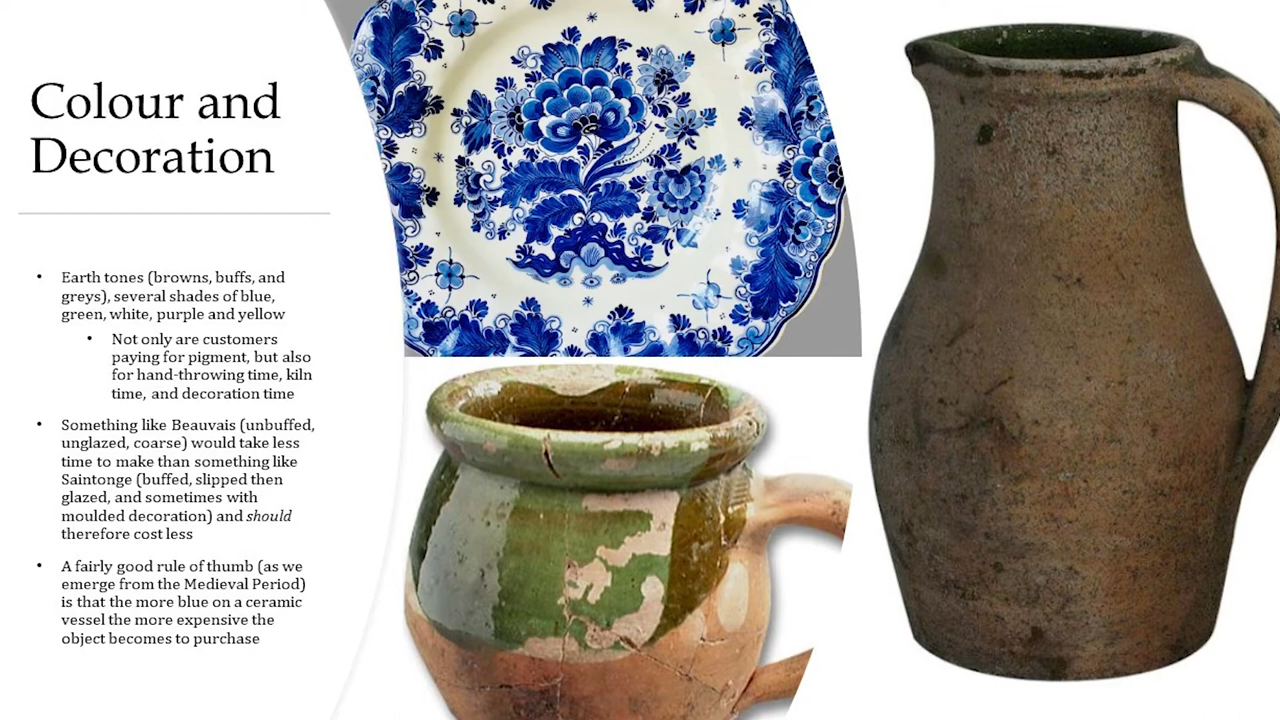 Colour and
Decoration
• Earth tones (browns, buffs, and
greys), several shades of blue,
green, white, purple and yellow
• Not only are customers
paying for pigment, but also
for hand-throwing time, kiln
time, and decoration time
• Something like Beauvais (unbuffed,
unglazed, coarse) would take less
time to make than something like
Saintonge (buffed, slipped then
glazed, and sometimes with
moulded decoration) and should
therefore cost less
• A fairly good rule of thumb (as we
emerge from the Medieval Period)
is that the more blue on a ceramic
vessel the more expensive the
object becomes to purchase